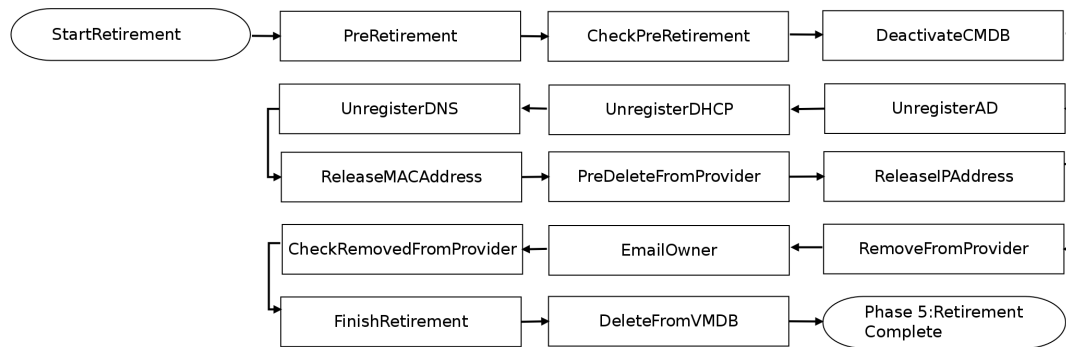 StartRetirement
PreRetirement
CheckPreRetirement
DeactivateCMDB
UnregisterDNS
UnregisterDHCP
UnregisterAD
ReleaseMACAddress
PreDeleteFromProvider
ReleaseIPAddress
CheckRemovedFromProvider
EmailOwner
RemoveFromProvider
FinishRetirement
DeleteFromVMDB
Phase 5:Retirement
Complete